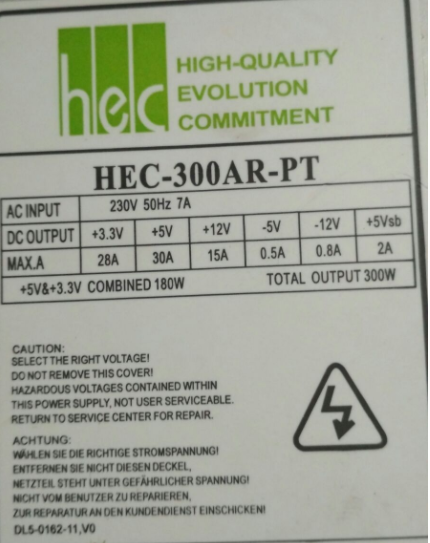 hec
HIGH-QUALITY
EVOLUTION
COMMITMENT
HEC-300AR-PT
AC INPUT 230V 50Hz 7A
DC OUTPUT +3.3V +5V +12V -5V -12V +5Vsb
MAX.A 28A 30A 15A 0.5A 0.8A 2A
+5V&+3.3V COMBINED 180W TOTAL OUTPUT 300W
CAUTION:
SELECT THE RIGHT VOLTAGE!
DO NOT REMOVE THIS COVER!
HAZARDOUS VOLTAGES CONTAINED WITHIN
THIS POWER SUPPLY, NOT USER SERVICEABLE.
RETURN TO SERVICE CENTER FOR REPAIR.
ACHTUNG:
WÄHLEN SIE DIE RICHTIGE STROMSPANNUNG!
ENTFERNEN SIE NICHT DIESEN DECKEL,
NETZTEIL STEHT UNTER GEFÄHRLICHER SPANNUNG!
NICHT VOM BENUTZER ZU REPARIEREN,
ZUR REPARATUR AN DEN KUNDENDIENST EINSCHICKEN!
DL5-0162-11,V0